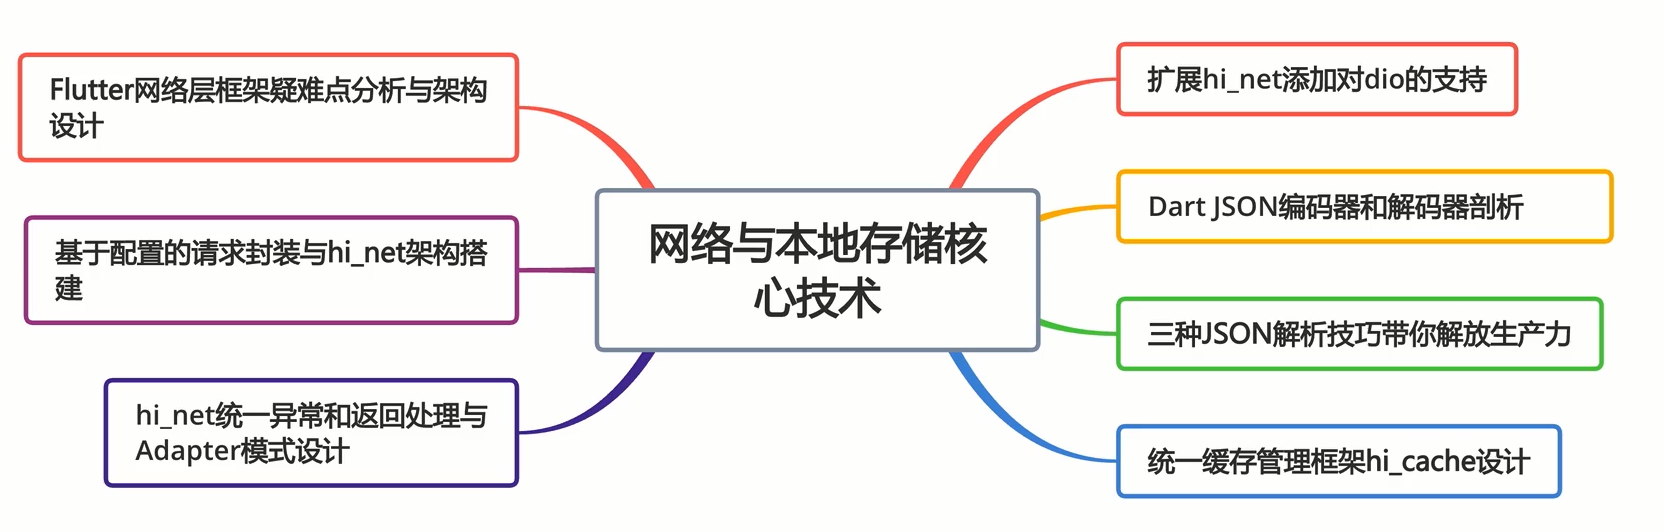 Flutter网络层框架疑难点分析与架构
设计
基于配置的请求封装与hi_net架构搭
建
hi_net统一异常和返回处理与
Adapter模式设计
网络与本地存储核
心技术
扩展hi_net添加对dio的支持
Dart JSON编码器和解码器剖析
三种JSON解析技巧带你解放生产力
统一缓存管理框架hi_cache设计